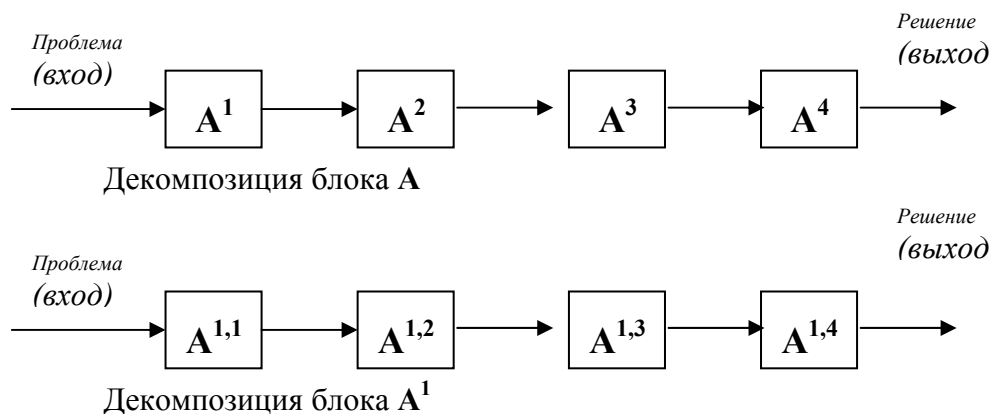 Проблема
(вход)
Решение
(выход
A¹ A² A³ A⁴
Декомпозиция блока A
Проблема
(вход)
Решение
(выход
A¹,¹ A¹,² A¹,³ A¹,⁴
Декомпозиция блока A¹